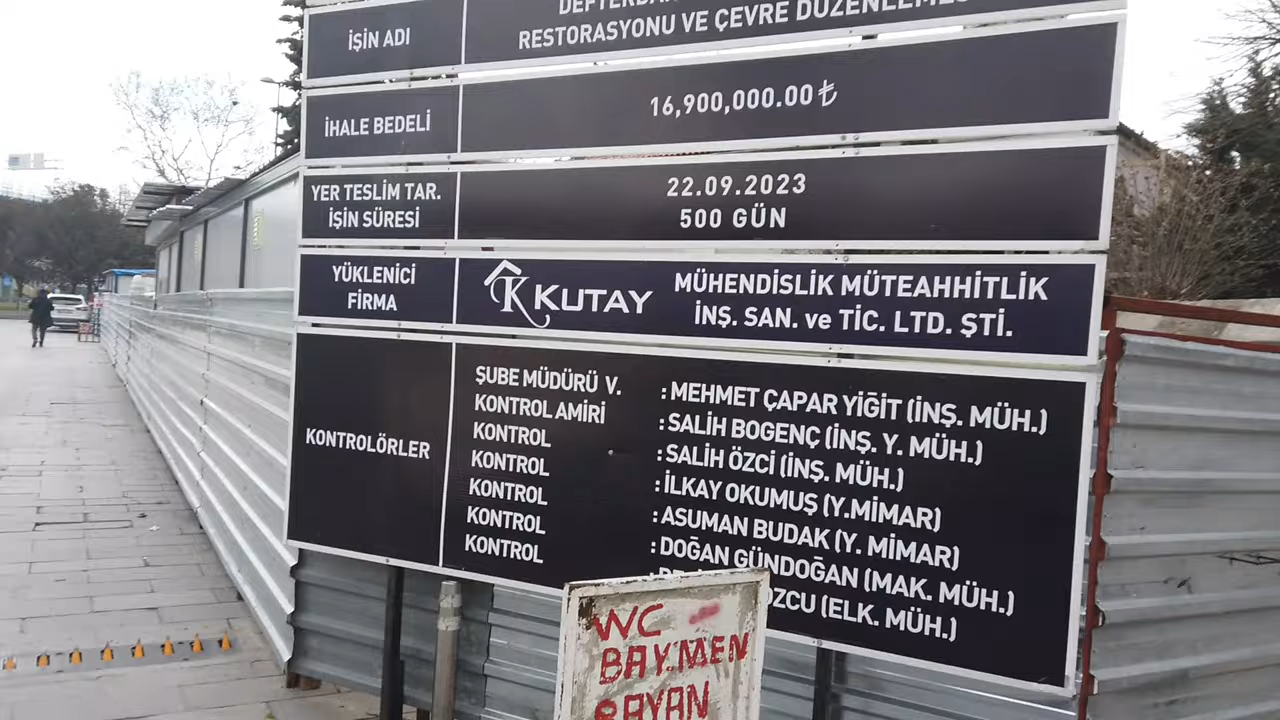 İŞİN ADI
RESTORASYONU VE ÇEVRE DÜZENLEMESİ
İHALE BEDELİ
16,900,000.00 ₺
YER TESLİM TAR.
İŞİN SÜRESİ
22.09.2023
500 GÜN
YÜKLENİCİ
FİRMA
KUTAY
MÜHENDİSLİK MÜTEAHHİTLİK
İNŞ. SAN. ve TİC. LTD. ŞTİ.
KONTROLÖRLER
ŞUBE MÜDÜRÜ V. : MEHMET ÇAPAR YİĞİT (İNŞ. MÜH.)
KONTROL AMİRİ : SALİH BOGENÇ (İNŞ. Y. MÜH.)
KONTROL : SALİH ÖZCİ (İNŞ. MÜH.)
KONTROL : İLKAY OKUMUŞ (Y.MİMAR)
KONTROL : ASUMAN BUDAK (Y. MİMAR)
KONTROL : DOĞAN GÜNDOĞAN (MAK. MÜH.)
KONTROL (ELK. MÜH.)
WC
BAY.MEN
BAYAN